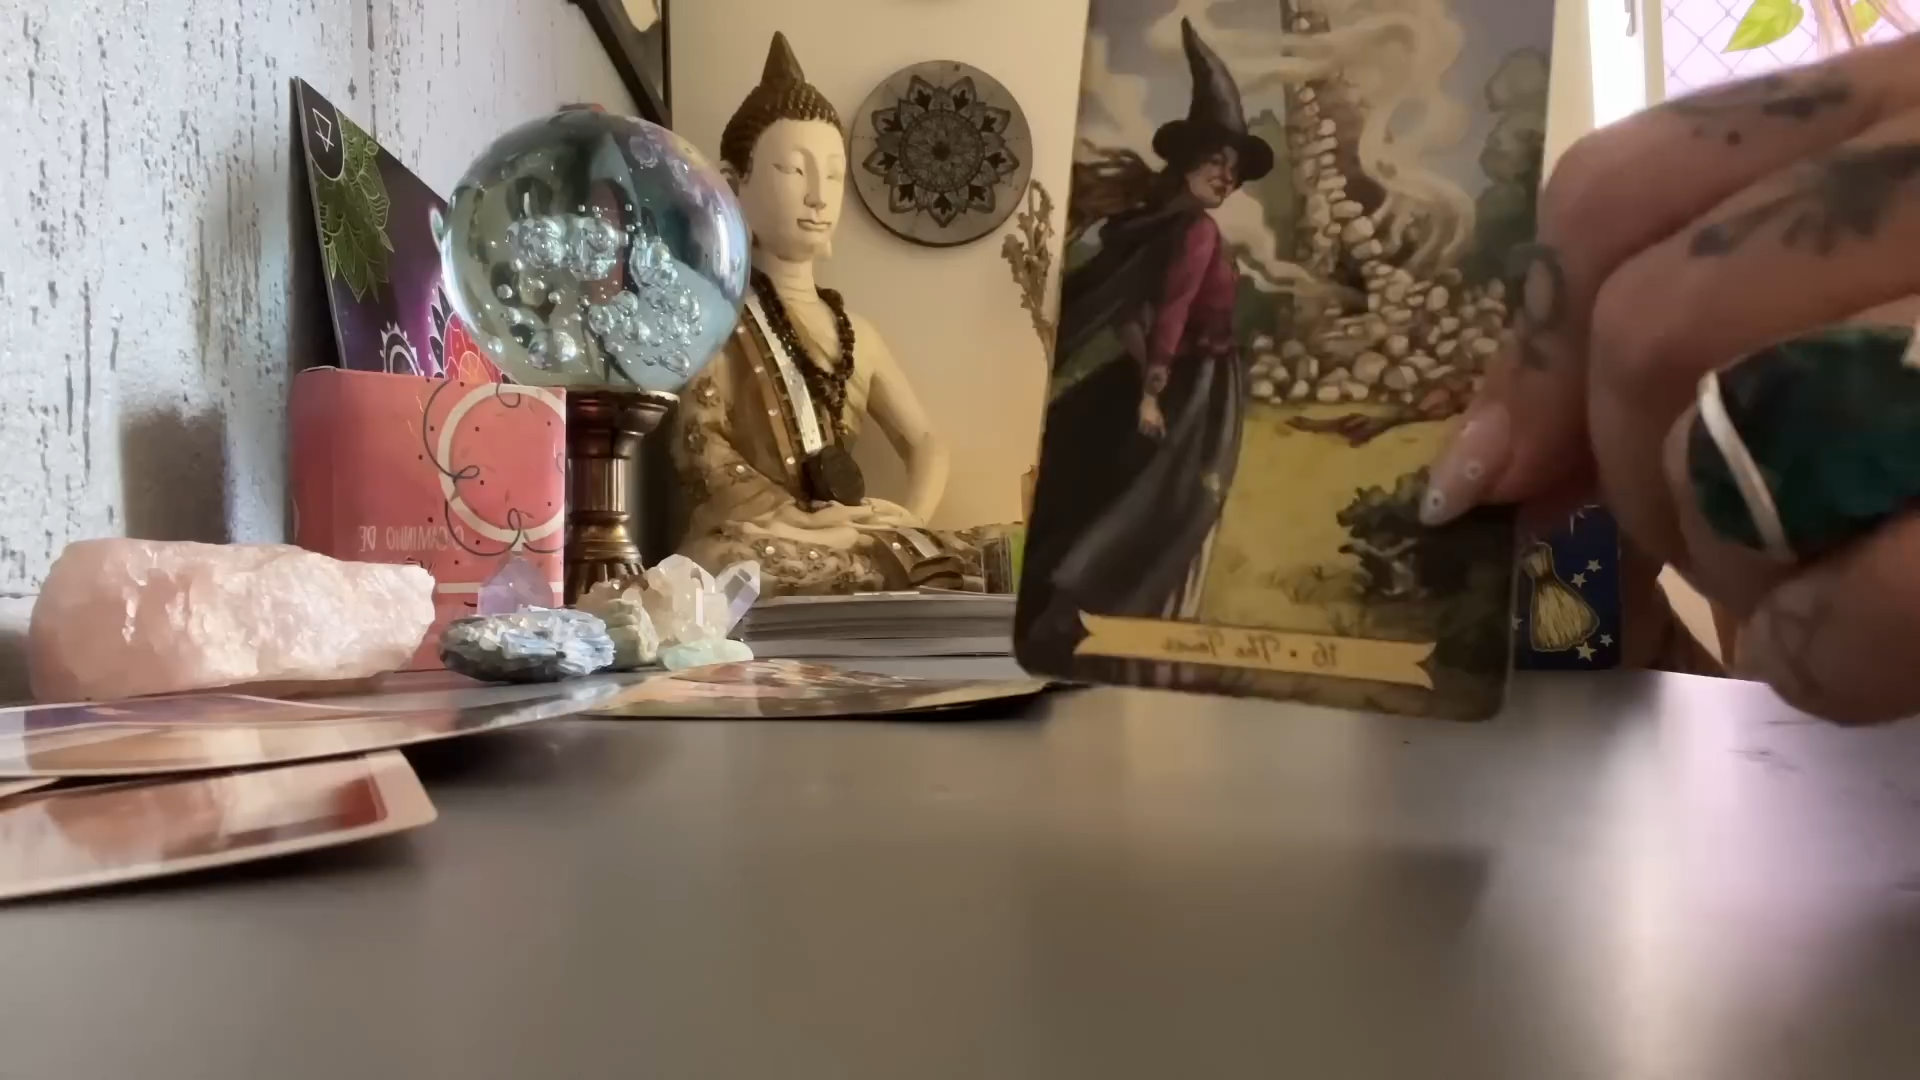 O CAMINHO DE
16 • The Tower